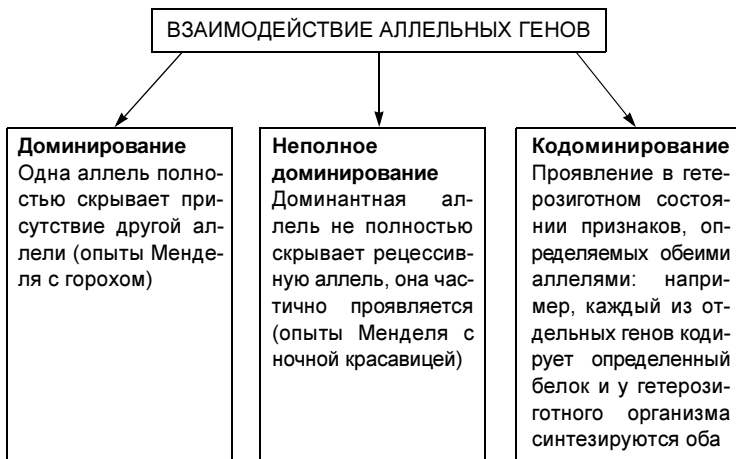 ВЗАИМОДЕЙСТВИЕ АЛЛЕЛЬНЫХ ГЕНОВ
Доминирование
Одна аллель полно-
стью скрывает при-
сутствие другой ал-
лели (опыты Менде-
ля с горохом)
Неполное
доминирование
Доминантная ал-
лель не полностью
скрывает рецессив-
ную аллель, она час-
тично проявляется
(опыты Менделя с
ночной красавицей)
Кодоминирование
Проявление в гете-
розиготном состоя-
нии признаков, оп-
ределяемых обеими
аллелями: напри-
мер, каждый из от-
дельных генов коди-
рует определенный
белок и у гетерози-
готного организма
синтезируются оба